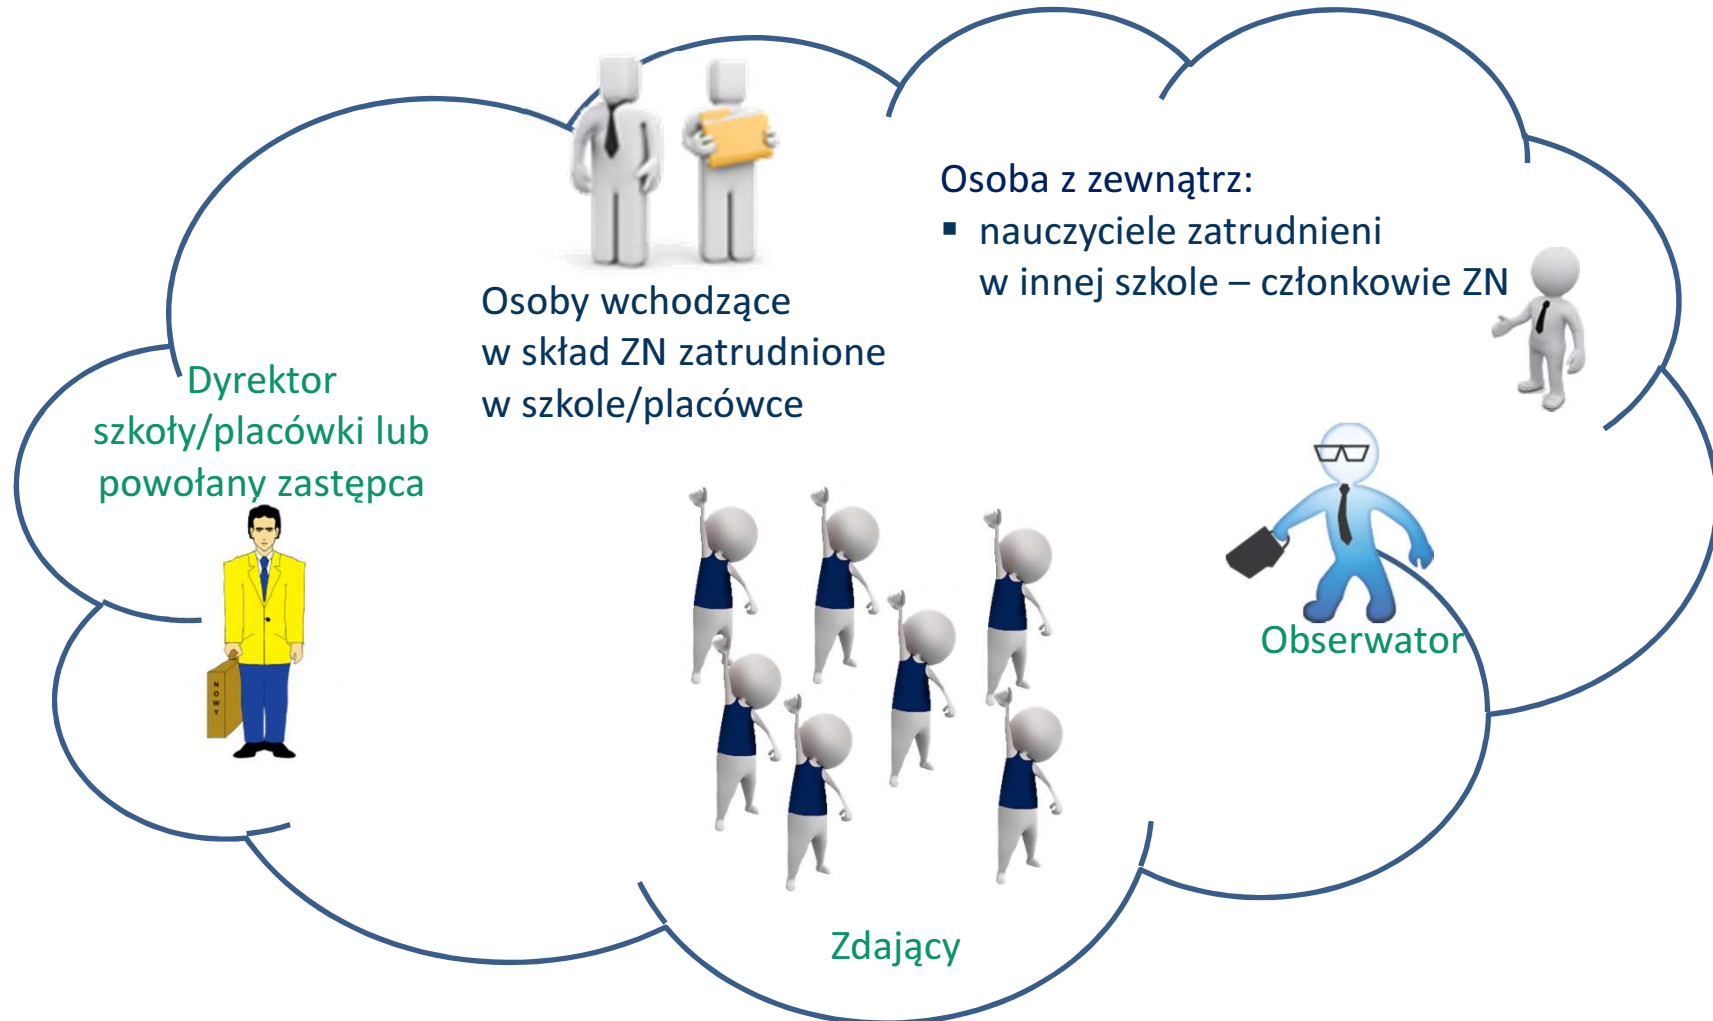 Osoba z zewnątrz:
▪ nauczyciele zatrudnieni
w innej szkole – członkowie ZN
Osoby wchodzące
w skład ZN zatrudnione
w szkole/placówce
Dyrektor
szkoły/placówki lub
powołany zastępca
NOWY
Obserwator
Zdający